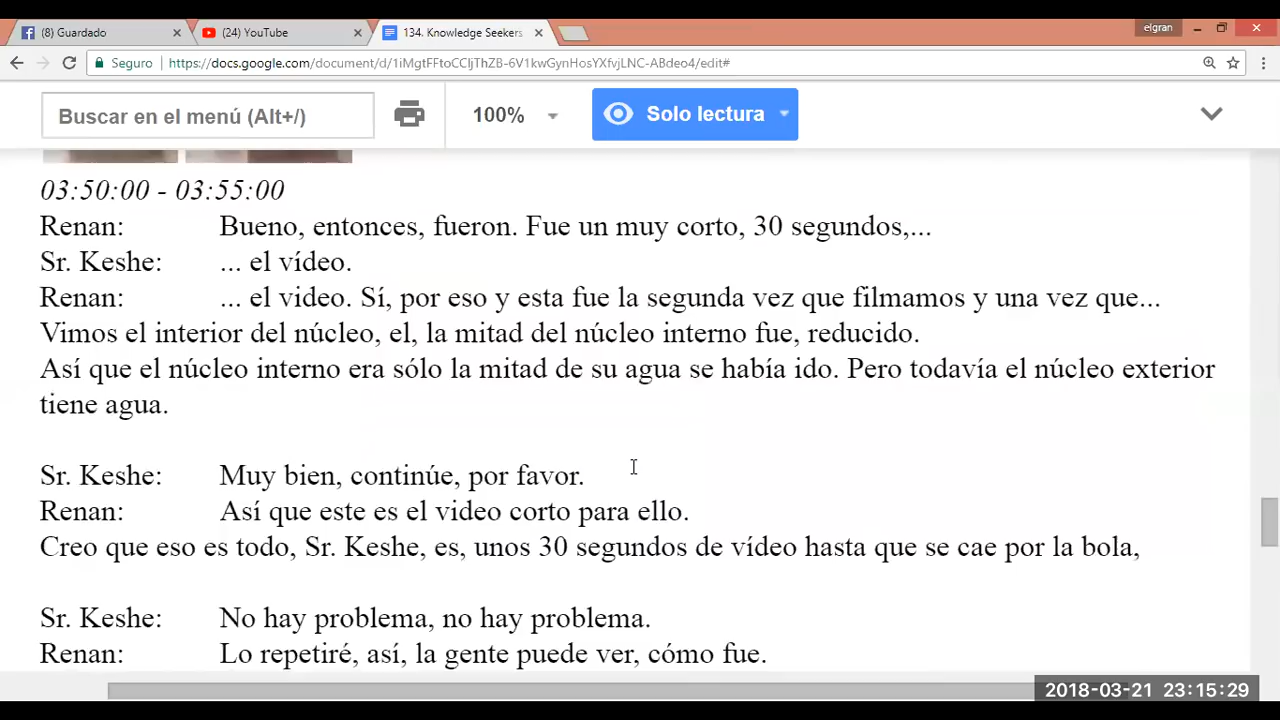 (8) Guardado
(24) YouTube
134. Knowledge Seekers
elgran
Seguro
https://docs.google.com/document/d/1iMgtFFtoCCIjThZB-6V1kwGynHosYXfvjLNC-ABdeo4/edit#
Buscar en el menú (Alt+/)
100%
Solo lectura
03:50:00 - 03:55:00
Renan: Bueno, entonces, fueron. Fue un muy corto, 30 segundos,...
Sr. Keshe: ... el vídeo.
Renan: ... el video. Sí, por eso y esta fue la segunda vez que filmamos y una vez que...
Vimos el interior del núcleo, el, la mitad del núcleo interno fue, reducido.
Así que el núcleo interno era sólo la mitad de su agua se había ido. Pero todavía el núcleo exterior
tiene agua.
Sr. Keshe: Muy bien, continúe, por favor.
Renan: Así que este es el video corto para ello.
Creo que eso es todo, Sr. Keshe, es, unos 30 segundos de vídeo hasta que se cae por la bola,
Sr. Keshe: No hay problema, no hay problema.
Renan: Lo repetiré, así, la gente puede ver, cómo fue.
2018-03-21 23:15:29